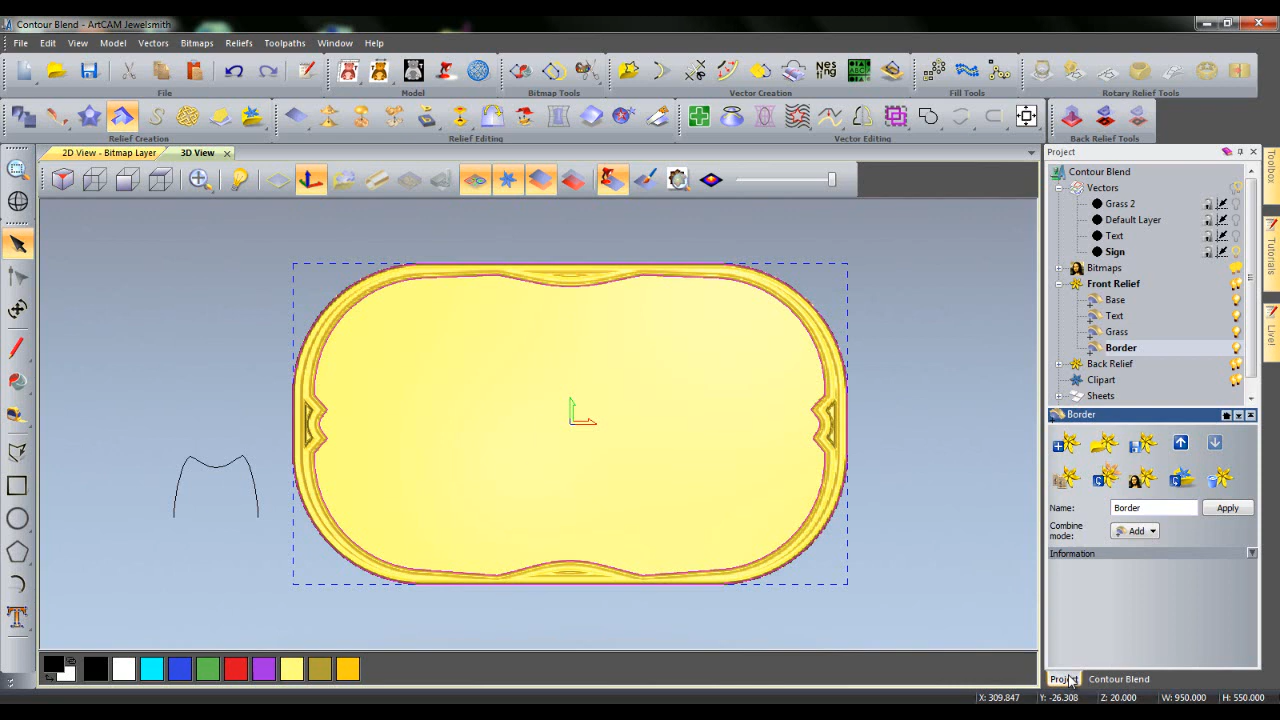 Contour Blend - ArtCAM Jewelsmith
File Edit View Model Vectors Bitmaps Reliefs Toolpaths Window Help
File Model Bitmap Tools Vector Creation Fill Tools Rotary Relief Tools
Relief Creation Relief Editing Vector Editing Back Relief Tools
2D View - Bitmap Layer 3D View
Project
Contour Blend
Vectors
Grass 2
Default Layer
Text
Sign
Bitmaps
Front Relief
Base
Text
Grass
Border
Back Relief
Clipart
Sheets
Toolbox
Tutorials
Live!
Border
Name: Border Apply
Combine mode: Add
Information
Project Contour Blend
X: 309.847 Y: -26.308 Z: 20.000 W: 950.000 H: 550.000